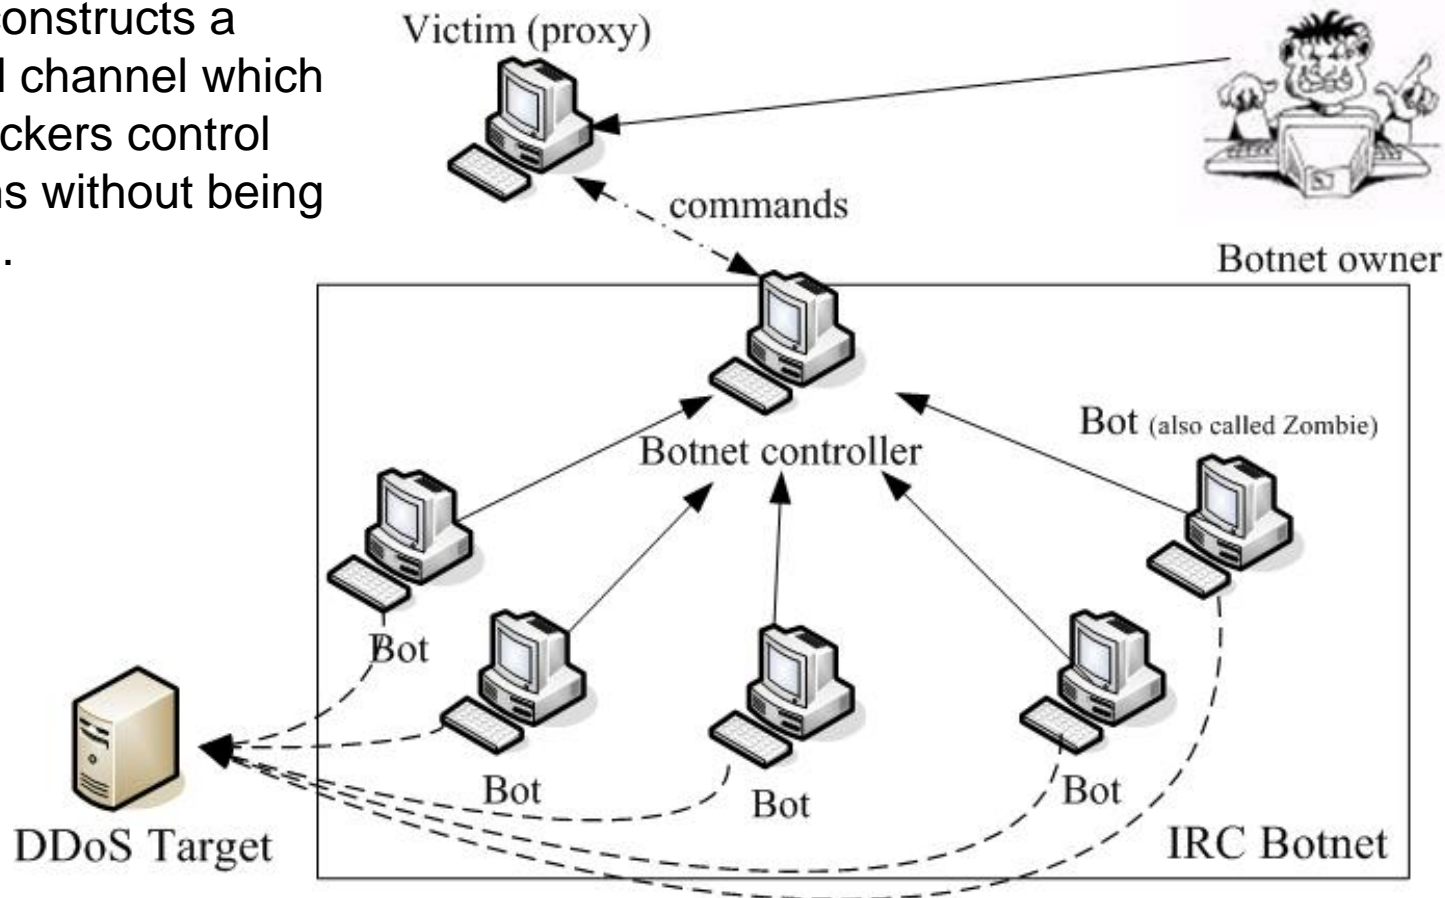 constructs a
channel which
ckers control
s without being
.
Victim (proxy)
commands
Botnet owner
Botnet controller
Bot (also called Zombie)
Bot
Bot
Bot
Bot
DDoS Target
IRC Botnet